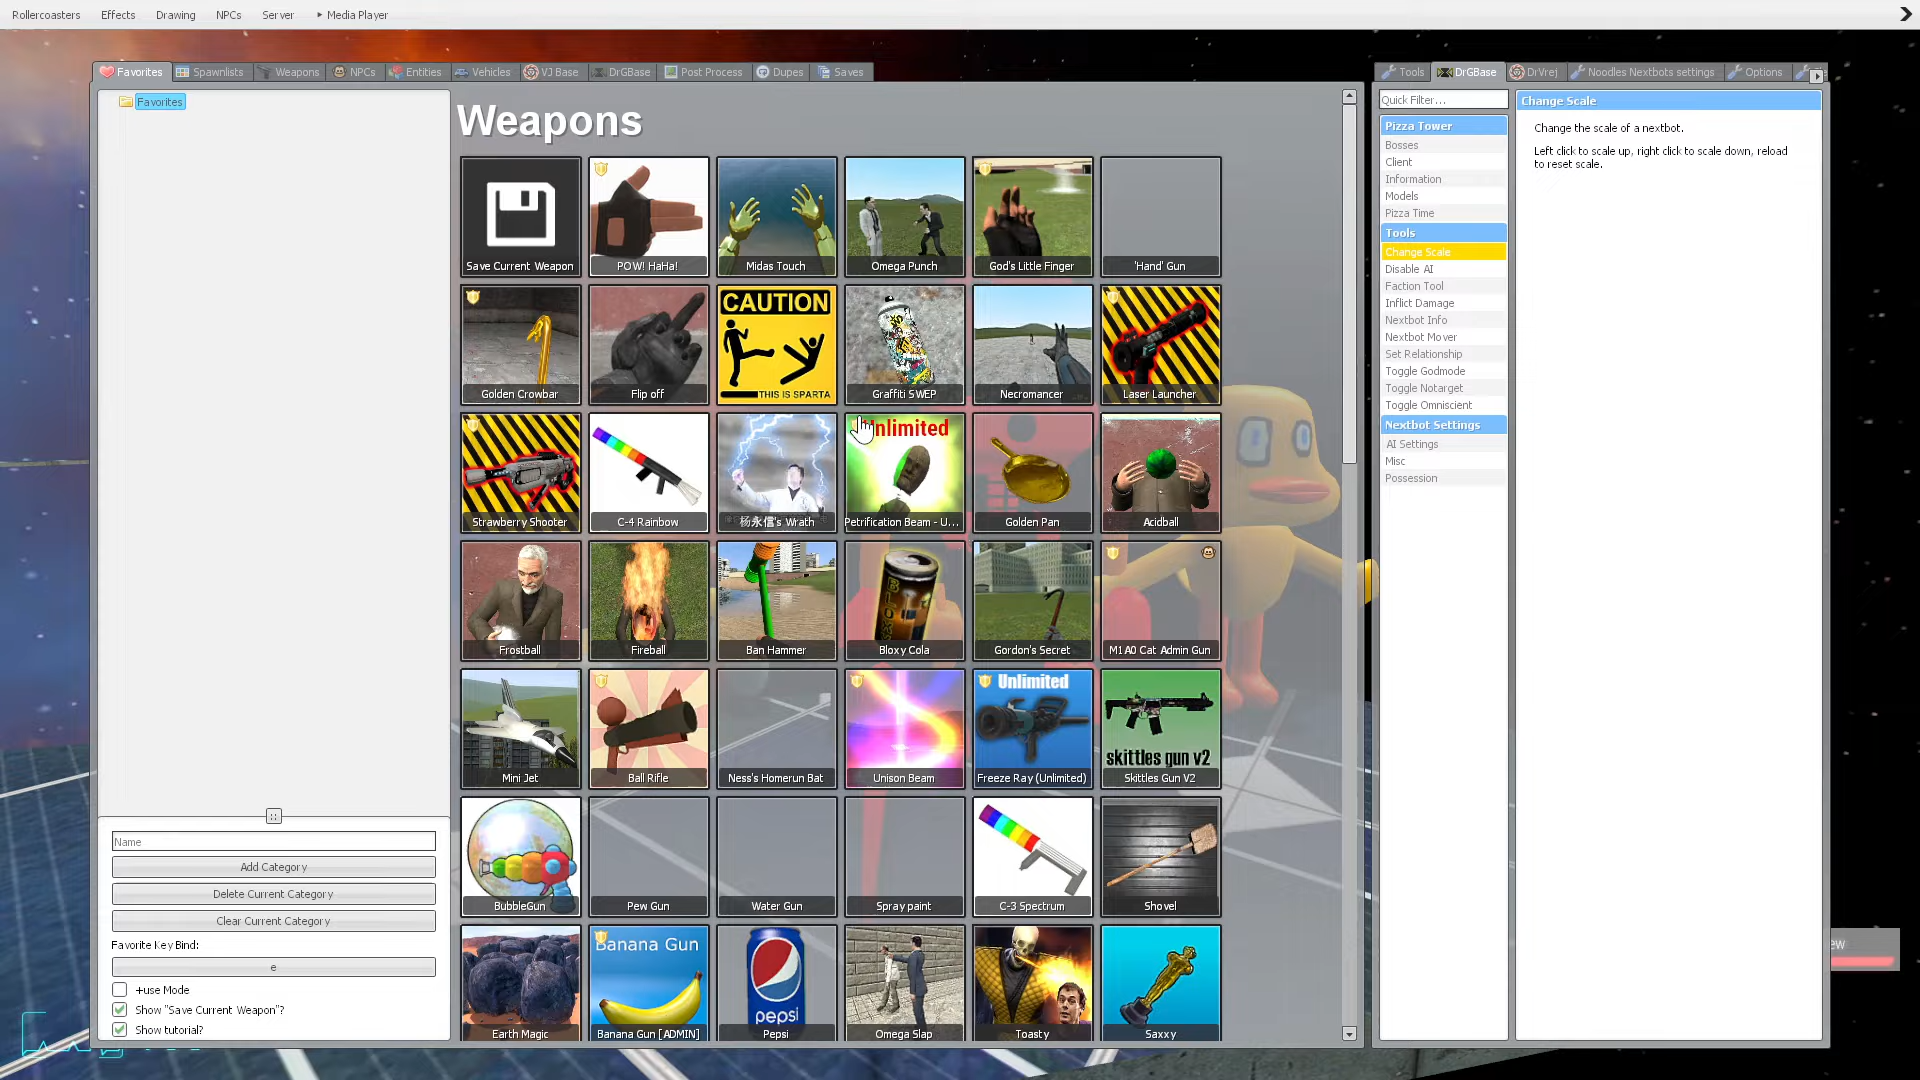 Rollercoasters Effects Drawing NPCs Server Media Player
Favorites Spawnlists Weapons NPCs Entities Vehicles VJ Base DrGBase Post Process Dupes Saves
Tools DrGBase DrVrej Noodles Nextbots settings Options
Favorites
Name
Add Category
Delete Current Category
Clear Current Category
Favorite Key Bind:
e
+use Mode
Show "Save Current Weapon"?
Show tutorial?
Weapons
Save Current Weapon
POW! HaHa!
Midas Touch
Omega Punch
God's Little Finger
'Hand' Gun
Golden Crowbar
Flip off
CAUTION
THIS IS SPARTA
Graffiti SWEP
Necromancer
Laser Launcher
Strawberry Shooter
C-4 Rainbow
杨永信's Wrath
Unlimited
Petrification Beam - U...
Golden Pan
Acidball
Frostball
Fireball
Ban Hammer
Bloxy Cola
Gordon's Secret
M1A0 Cat Admin Gun
Mini Jet
Ball Rifle
Ness's Homerun Bat
Unison Beam
Unlimited
Freeze Ray (Unlimited)
skittles gun v2
Skittles Gun V2
BubbleGun
Pew Gun
Water Gun
Spray paint
C-3 Spectrum
Shovel
Earth Magic
Banana Gun
Banana Gun [ADMIN]
pepsi
Pepsi
Omega Slap
Toasty
Saxxy
Quick Filter...
Pizza Tower
Bosses
Client
Information
Models
Pizza Time
Tools
Change Scale
Disable AI
Faction Tool
Inflict Damage
Nextbot Info
Nextbot Mover
Set Relationship
Toggle Godmode
Toggle Notarget
Toggle Omniscient
Nextbot Settings
AI Settings
Misc
Possession
Change Scale
Change the scale of a nextbot.
Left click to scale up, right click to scale down, reload
to reset scale.